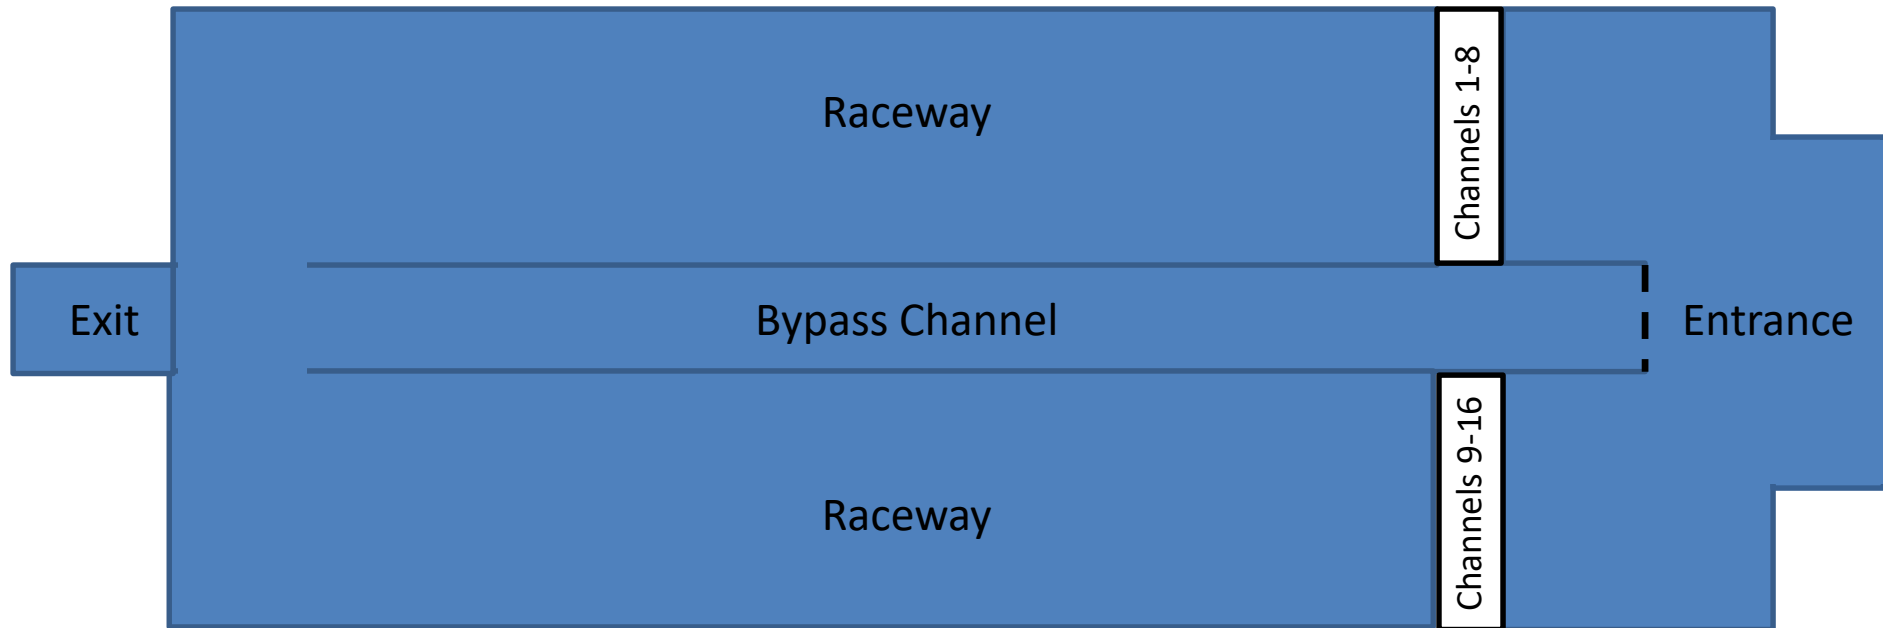 Raceway
Channels 1-8
Exit
Bypass Channel
Entrance
Raceway
Channels 9-16